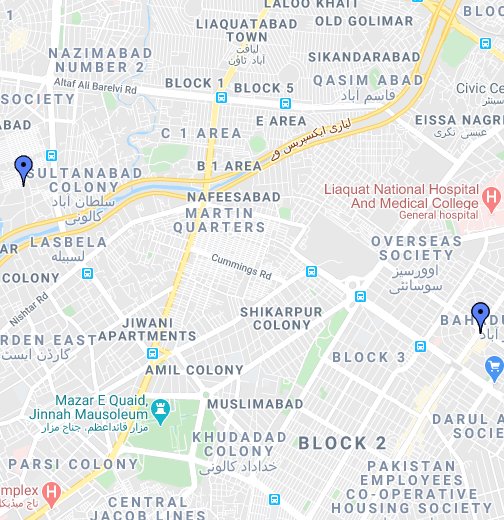 LALOO KHAIT
BLOC
LIAQUATABAD
TOWN
لیاقت
آباد ٹاؤن
OLD GOLIMAR
NAZIMABAD
NUMBER 2
SIKANDARABAD
Altaf Ali Barelvi Rd
BLOCK 1
BLOCK 5
QASIM ABAD
قاسم آباد
Civic Ce
SOCIETY
E AREA
EISSA NAGRI
عیسی نگری
ABAD
C 1 AREA
لیاری ایکسپریس وے
B 1 AREA
SULTANABAD
COLONY
سلطان آباد
کالونی
NAFEESABAD
MARTIN
QUARTERS
Liaquat National Hospital
And Medical College
General hospital
AR
LASBELA
لسبیلہ
OVERSEAS
SOCIETY
اوورسیز
سوسائٹی
COLONY
Cummings Rd
Nishtar Rd
SHIKARPUR
COLONY
JIWANI
APARTMENTS
BAHADU
RDEN EAST
گارڈن ایسٹ
BLOCK 3
AMIL COLONY
Mazar E Quaid,
Jinnah Mausoleum
مزار قائداعظم، جناح مزار
MUSLIMABAD
DARUL A
SOCIE
KHUDADAD
COLONY
خداداد کالونی
BLOCK 2
PARSI COLONY
PAKISTAN
EMPLOYEES
CO-OPERATIVE
HOUSING SOCIETY
mplex
CENTRAL
JACOB LINES